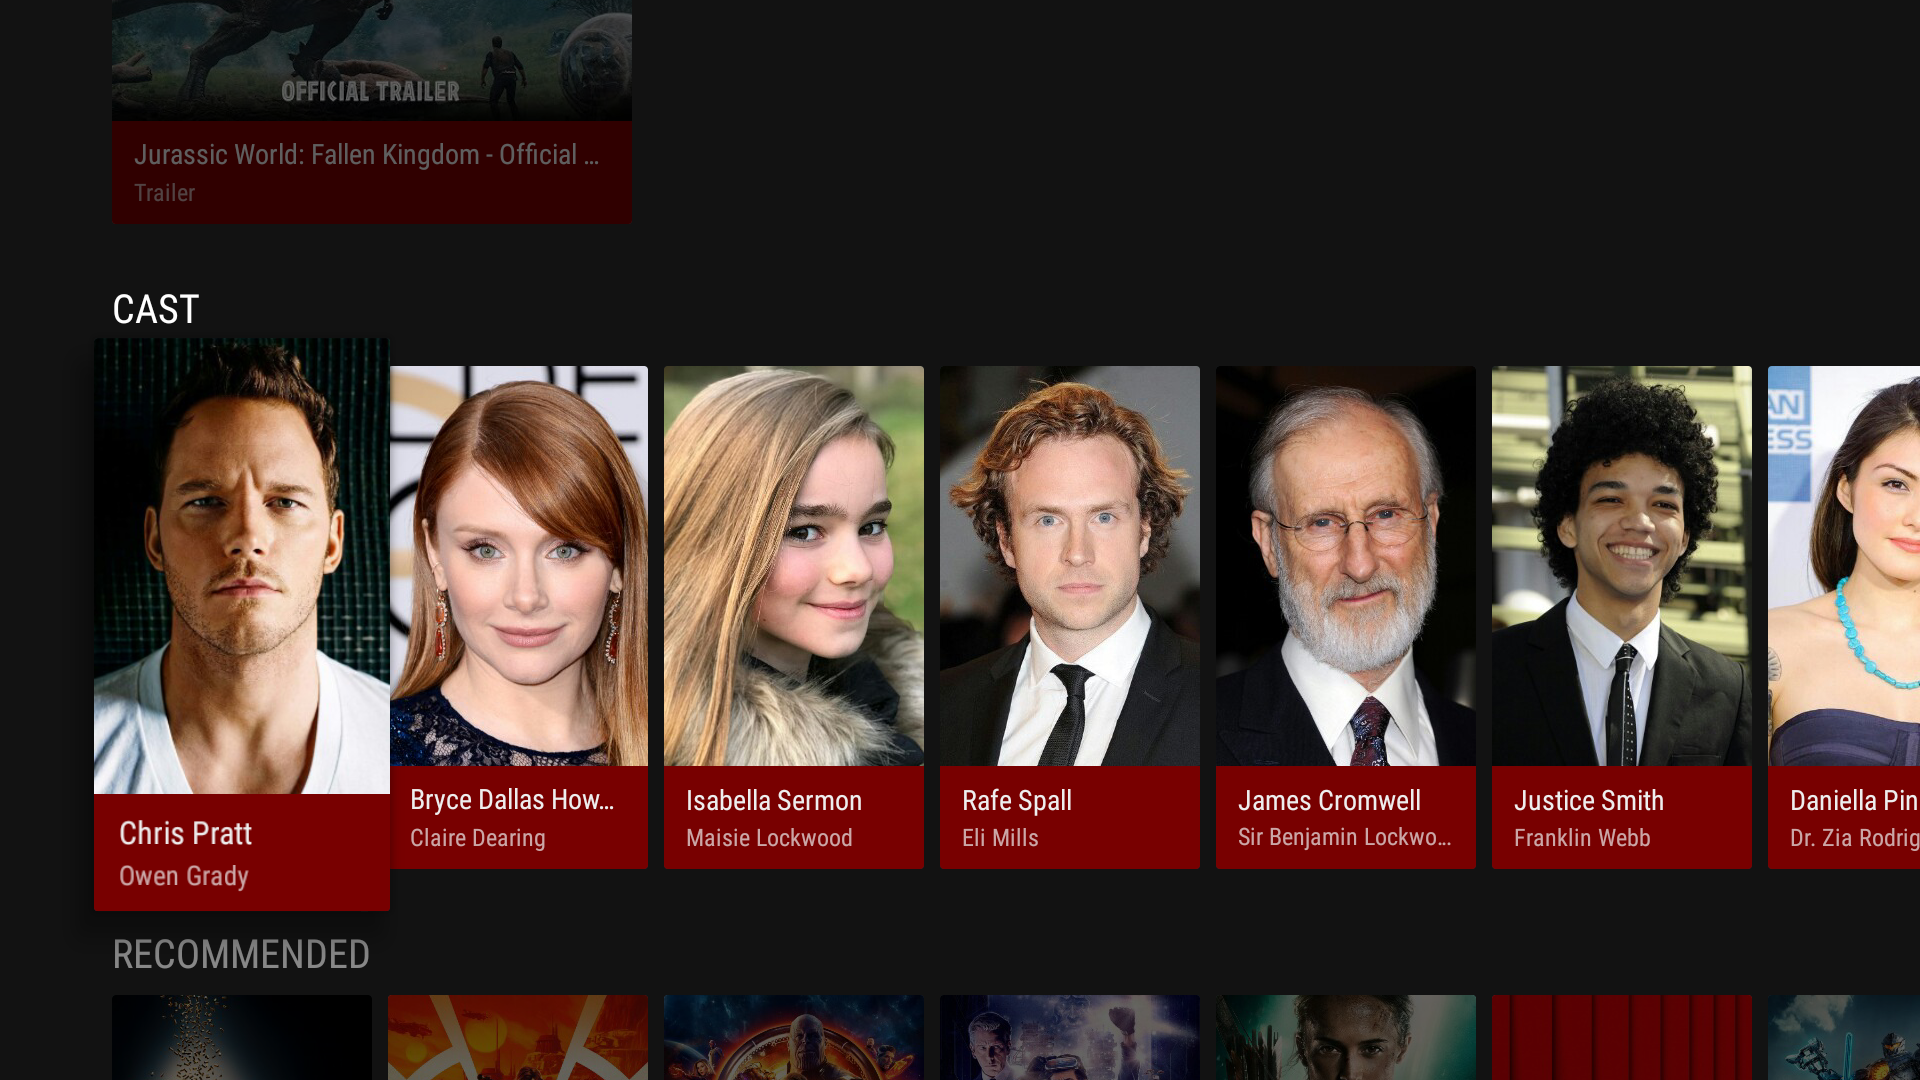 OFFICIAL TRAILER
Jurassic World: Fallen Kingdom - Official ...
Trailer
CAST
AN
ESS
Chris Pratt
Owen Grady
Bryce Dallas How...
Claire Dearing
Isabella Sermon
Maisie Lockwood
Rafe Spall
Eli Mills
James Cromwell
Sir Benjamin Lockwo...
Justice Smith
Franklin Webb
Daniella Pin
Dr. Zia Rodrig
RECOMMENDED